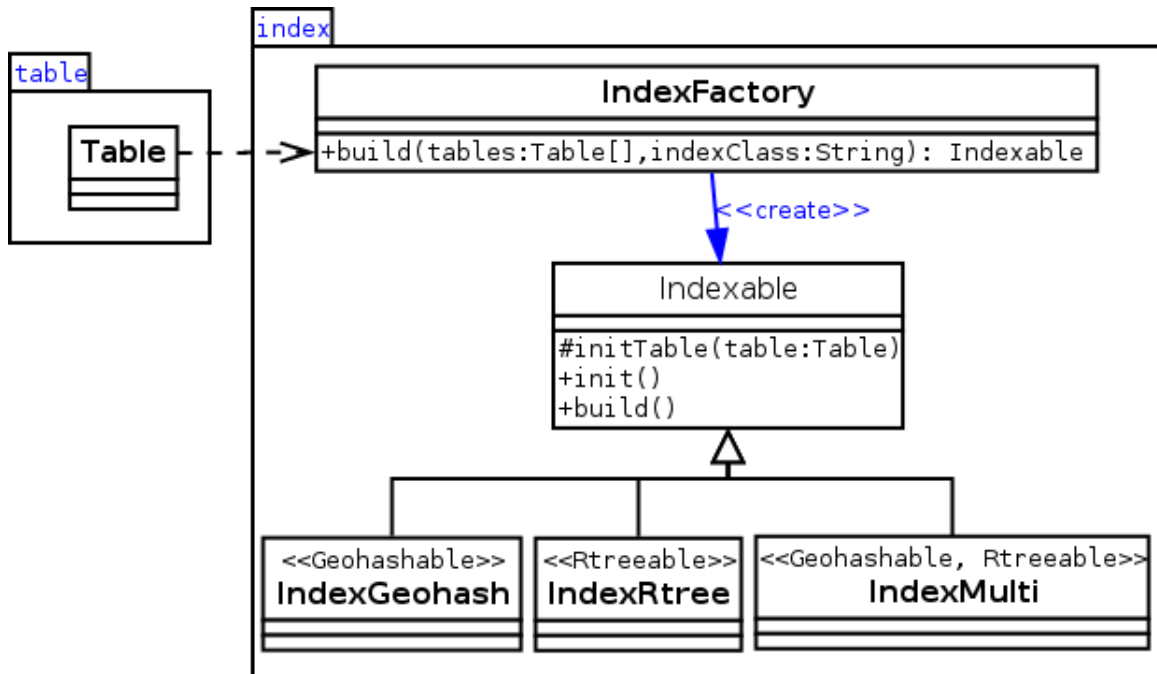 index
table
IndexFactory
Table
+build(tables:Table[],indexClass:String): Indexable
<<create>>
Indexable
#initTable(table:Table)
+init()
+build()
<<Geohashable>>
IndexGeohash
<<Rtreeable>>
IndexRtree
<<Geohashable, Rtreeable>>
IndexMulti